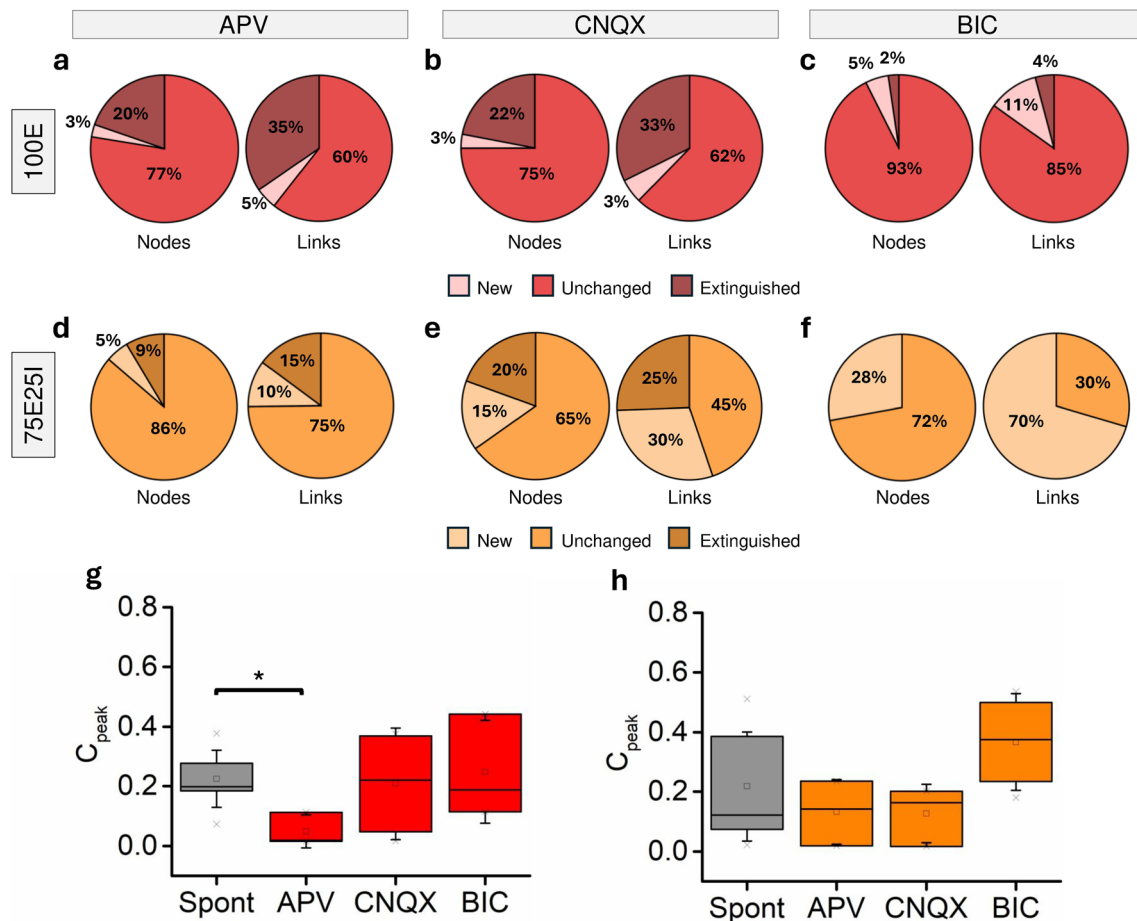 APV
CNQX
BIC
100E
a
3%
20%
77%
Nodes
35%
5%
60%
Links
b
3%
22%
75%
Nodes
33%
3%
62%
Links
c
5%
2%
93%
Nodes
4%
11%
85%
Links
New
Unchanged
Extinguished
75E25I
d
5%
9%
86%
Nodes
15%
10%
75%
Links
e
20%
15%
65%
Nodes
25%
45%
30%
Links
f
28%
72%
Nodes
30%
70%
Links
New
Unchanged
Extinguished
g
0.8
0.6
0.4
0.2
0.0
Cpeak
*
Spont APV CNQX BIC
h
0.8
0.6
0.4
0.2
0.0
Cpeak
Spont APV CNQX BIC